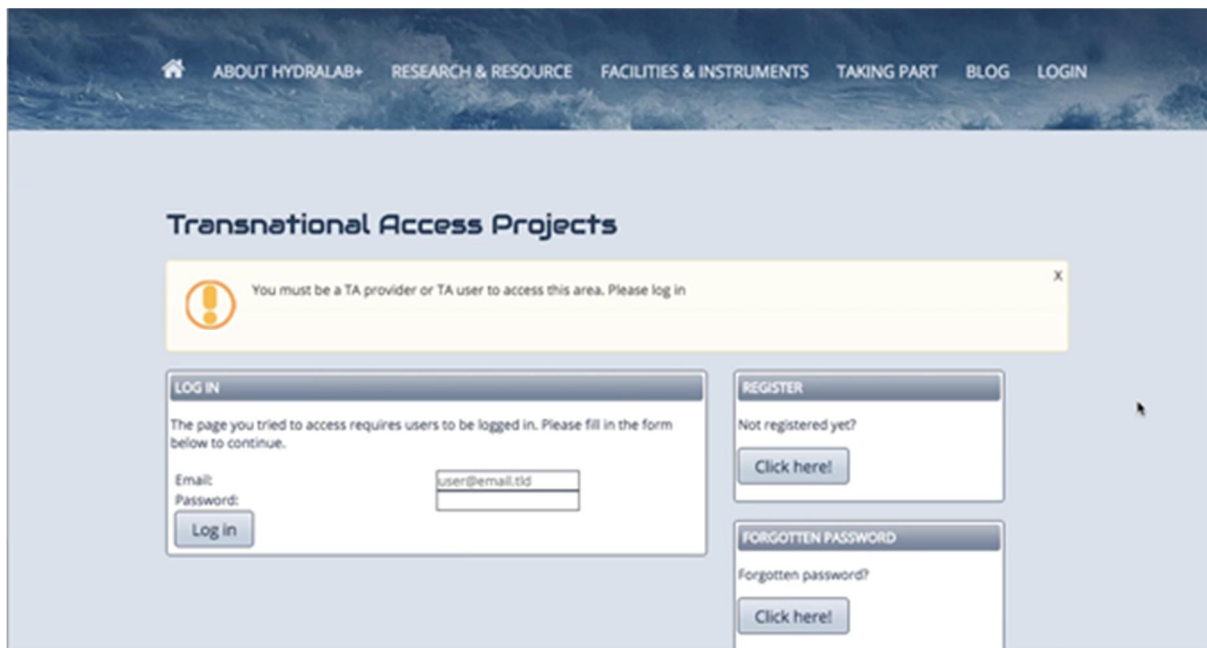 ABOUT HYDRALAB+ RESEARCH & RESOURCE FACILITIES & INSTRUMENTS TAKING PART BLOG LOGIN
Transnational Access Projects
You must be a TA provider or TA user to access this area. Please log in
X
LOG IN
The page you tried to access requires users to be logged in. Please fill in the form
below to continue.
Email: user@email.tld
Password:
Log in
REGISTER
Not registered yet?
Click here!
FORGOTTEN PASSWORD
Forgotten password?
Click here!